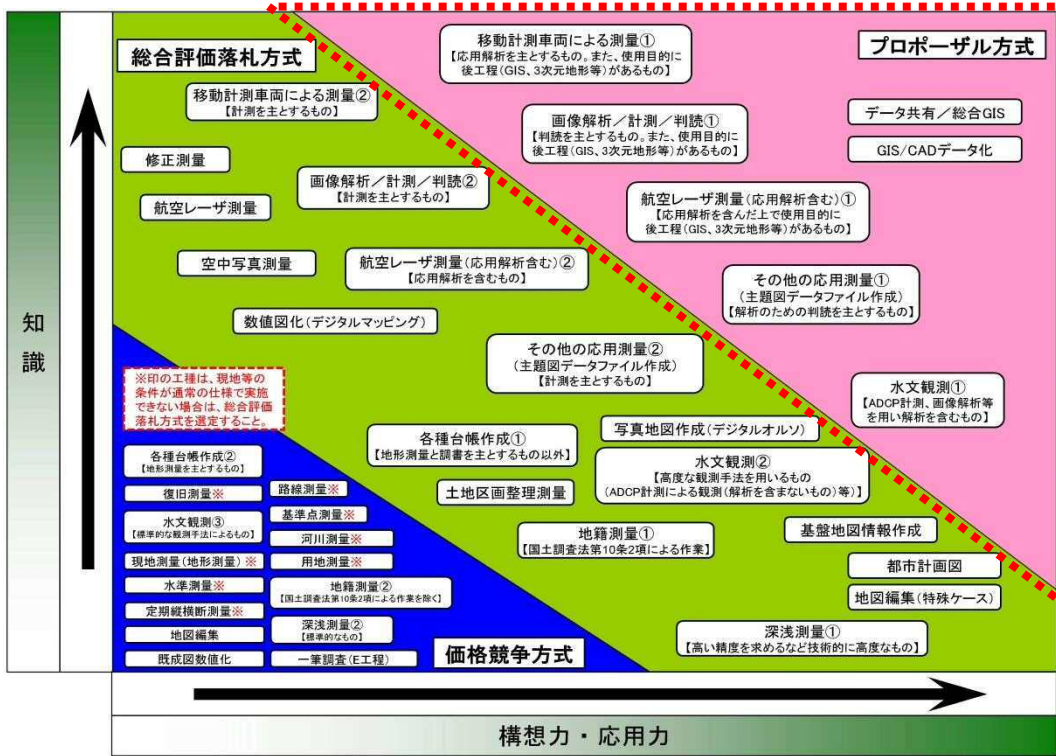 総合評価落札方式
プロポーザル方式
移動計測車両による測量①
【応用解析を主とするもの。また、使用目的に
後工程(GIS、3次元地形等)があるもの】
移動計測車両による測量②
【計測を主とするもの】
画像解析／計測／判読①
【判読を主とするもの。また、使用目的に
後工程(GIS、3次元地形等)があるもの】
データ共有／総合GIS
GIS/CADデータ化
修正測量
画像解析／計測／判読②
【計測を主とするもの】
航空レーザ測量
航空レーザ測量(応用解析含む)①
【応用解析を含んだ上で使用目的に
後工程(GIS、3次元地形等)があるもの】
空中写真測量
航空レーザ測量(応用解析含む)②
【応用解析を含むもの】
その他の応用測量①
(主題図データファイル作成)
【解析のための判読を主とするもの】
数値図化(デジタルマッピング)
その他の応用測量②
(主題図データファイル作成)
【計測を主とするもの】
水文観測①
【ADCP計測、画像解析等
を用い解析を含むもの】
知識
※印の工種は、現地等の
条件が通常の仕様で実施
できない場合は、総合評価
落札方式を選定すること。
各種台帳作成①
【地形測量と調書を主とするもの以外】
写真地図作成(デジタルオルソ)
水文観測②
【高度な観測手法を用いるもの
(ADCP計測による観測(解析を含まないもの)等)】
土地区画整理測量
地籍測量①
【国土調査法第10条2項による作業】
基盤地図情報作成
都市計画図
地図編集(特殊ケース)
深浅測量①
【高い精度を求めるなど技術的に高度なもの】
各種台帳作成②
【地形測量を主とするもの】
復旧測量※
水文観測③
【標準的な観測手法によるもの】
現地測量(地形測量)※
水準測量※
定期縦横断測量※
地図編集
既成図数値化
路線測量※
基準点測量※
河川測量※
用地測量※
地籍測量②
【国土調査法第10条2項による作業を除く】
深浅測量②
【標準的なもの】
一筆調査(E工程)
価格競争方式
構想力・応用力